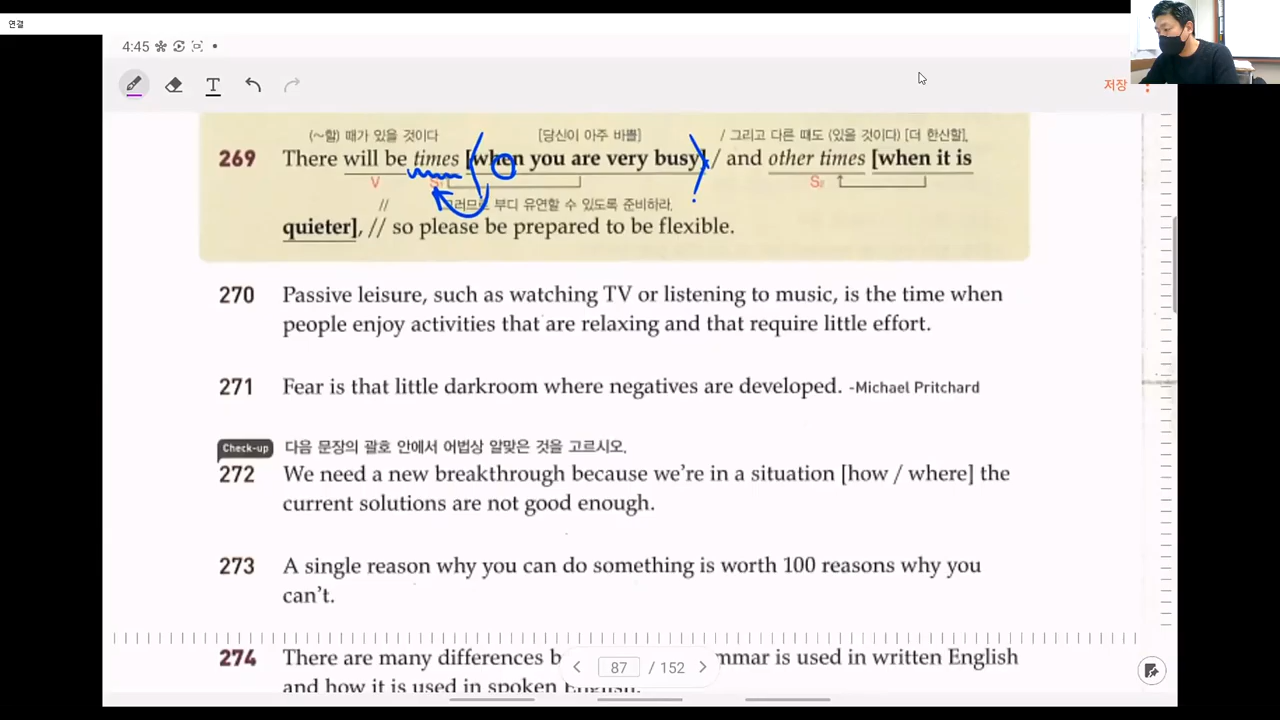 연결
4:45
저장
(~할) 때가 있을 것이다 [당신이 아주 바쁠] / 그리고 다른 때도 (있을 것이다) [더 한산할],
269 There will be times [when you are very busy] / and other times [when it is
V S₁ S₂
// 그러므로 부디 유연할 수 있도록 준비하라.
quieter], // so please be prepared to be flexible.
270 Passive leisure, such as watching TV or listening to music, is the time when
people enjoy activities that are relaxing and that require little effort.
271 Fear is that little darkroom where negatives are developed. -Michael Pritchard
Check-up 다음 문장의 괄호 안에서 어법상 알맞은 것을 고르시오.
272 We need a new breakthrough because we're in a situation [how / where] the
current solutions are not good enough.
273 A single reason why you can do something is worth 100 reasons why you
can't.
274 There are many differences b mmar is used in written English
87 / 152
and how it is used in spoken English.